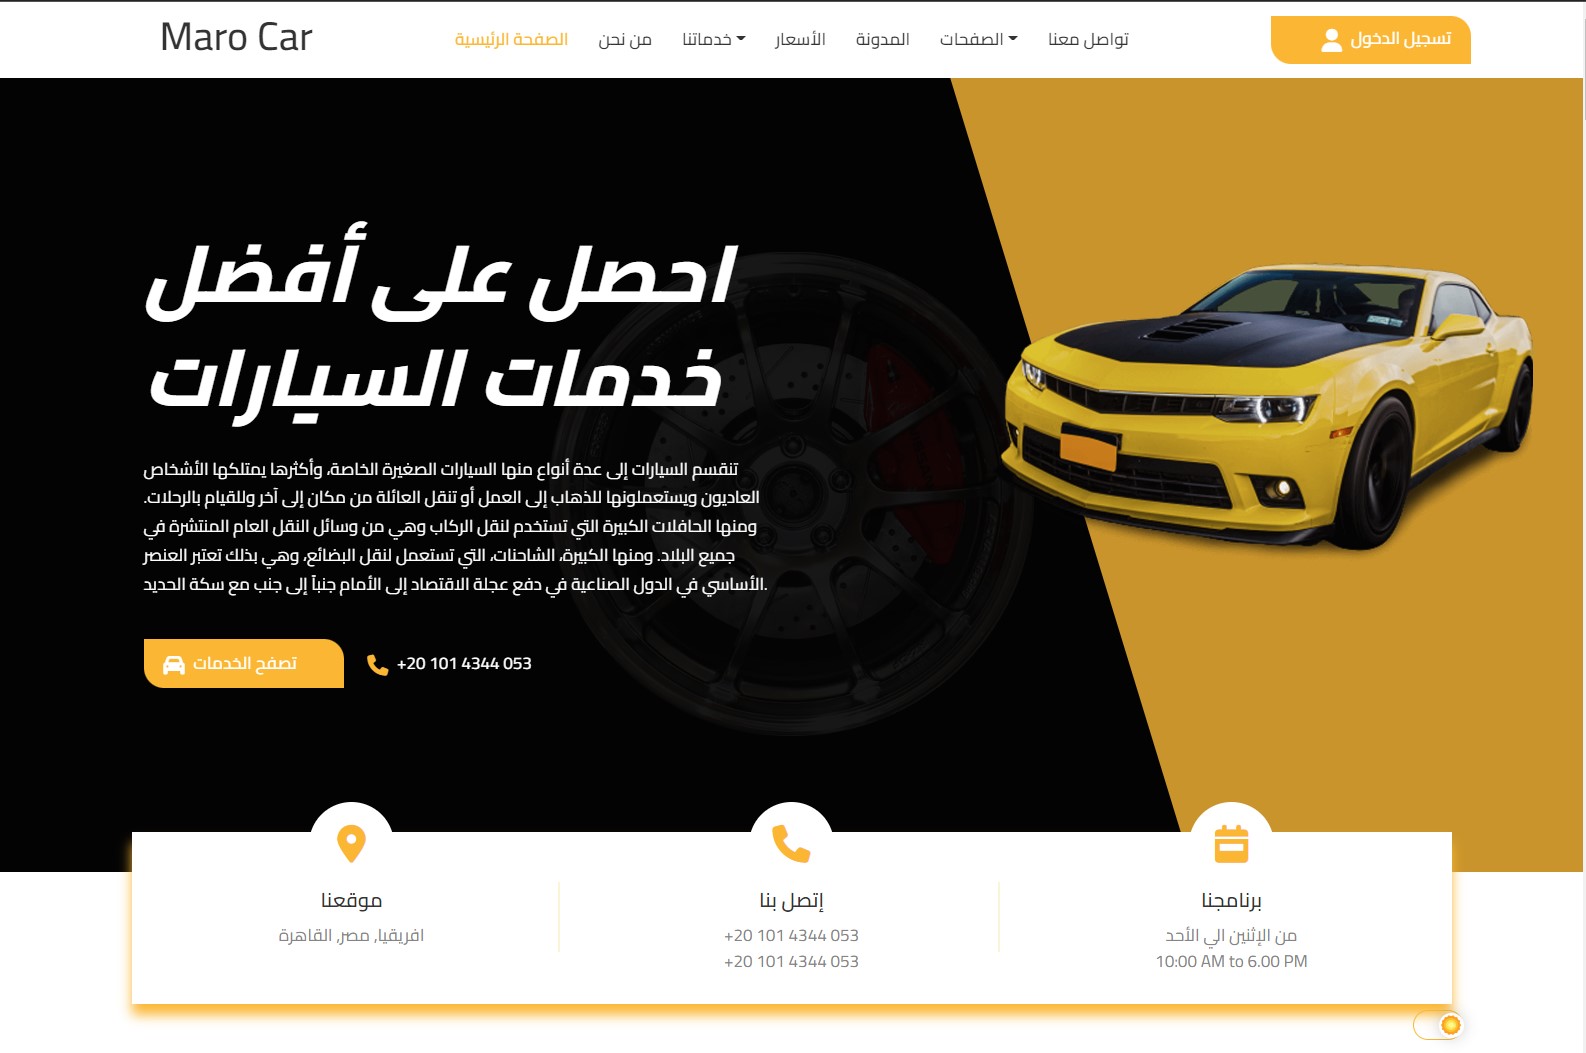 Maro Car
الصفحة الرئيسية
من نحن
خدماتنا
الأسعار
المدونة
الصفحات
تواصل معنا
تسجيل الدخول
احصل على أفضل
خدمات السيارات
تنقسم السيارات إلى عدة أنواع منها السيارات الصغيرة الخاصة، وأكثرها يمتلكها الأشخاص
العاديون ويستعملونها للذهاب إلى العمل أو تنقل العائلة من مكان إلى آخر وللقيام بالرحلات.
ومنها الحافلات الكبيرة التي تستخدم لنقل الركاب وهي من وسائل النقل العام المنتشرة في
جميع البلاد. ومنها الكبيرة، الشاحنات، التي تستعمل لنقل البضائع، وهي بذلك تعتبر العنصر
الأساسي في الدول الصناعية في دفع عجلة الاقتصاد إلى الأمام جنباً إلى جنب مع سكة الحديد.
تصفح الخدمات
+20 101 4344 053
موقعنا
افريقيا, مصر, القاهرة
إتصل بنا
+20 101 4344 053
+20 101 4344 053
برنامجنا
من الإثنين الي الأحد
10:00 AM to 6.00 PM